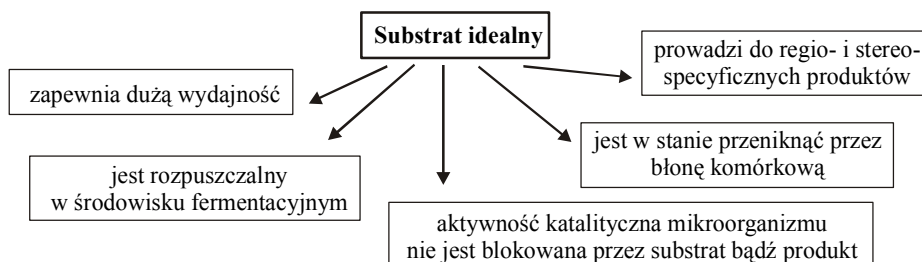 Substrat idealny
prowadzi do regio- i stereo-
specyficznych produktów
zapewnia dużą wydajność
jest w stanie przeniknąć przez
błonę komórkową
jest rozpuszczalny
w środowisku fermentacyjnym
aktywność katalityczna mikroorganizmu
nie jest blokowana przez substrat bądź produkt